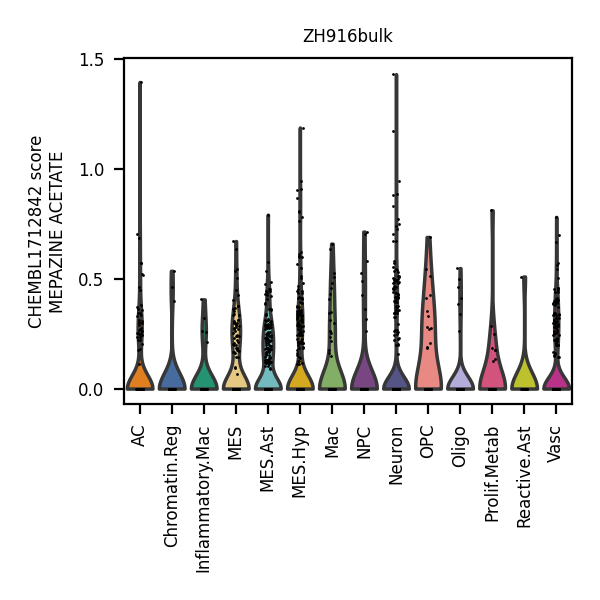 ZH916bulk
CHEMBL1712842 score
MEPAZINE ACETATE
1.5
1.0
0.5
0.0
AC
Chromatin.Reg
Inflammatory.Mac
MES
MES.Ast
MES.Hyp
Mac
NPC
Neuron
OPC
Oligo
Prolif.Metab
Reactive.Ast
Vasc